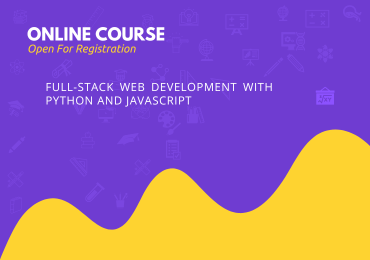 ONLINE COURSE
Open For Registration
FULL-STACK WEB DEVELOPMENT WITH
PYTHON AND JAVASCRIPT